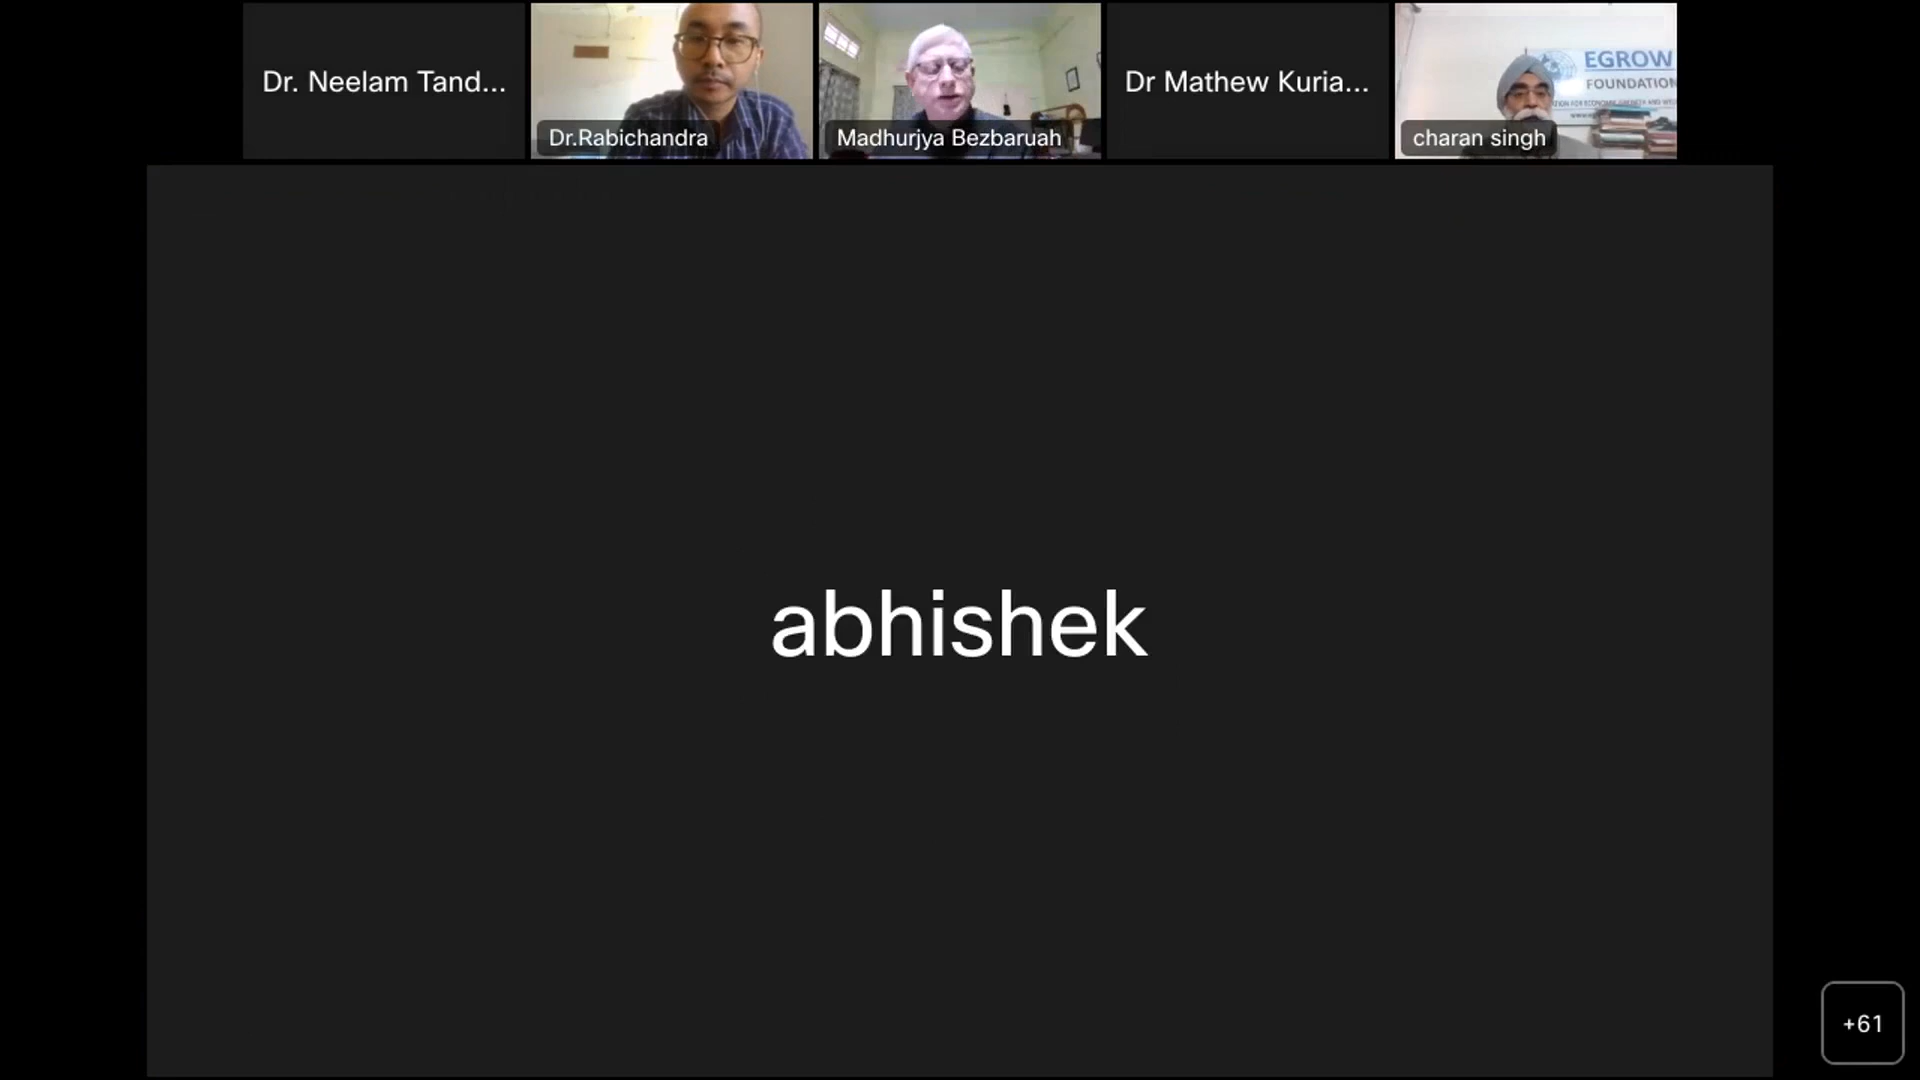 Dr. Neelam Tand...
Dr.Rabichandra
Madhurjya Bezbaruah
Dr Mathew Kuria...
EGROW
FOUNDATION
charan singh
abhishek
+61